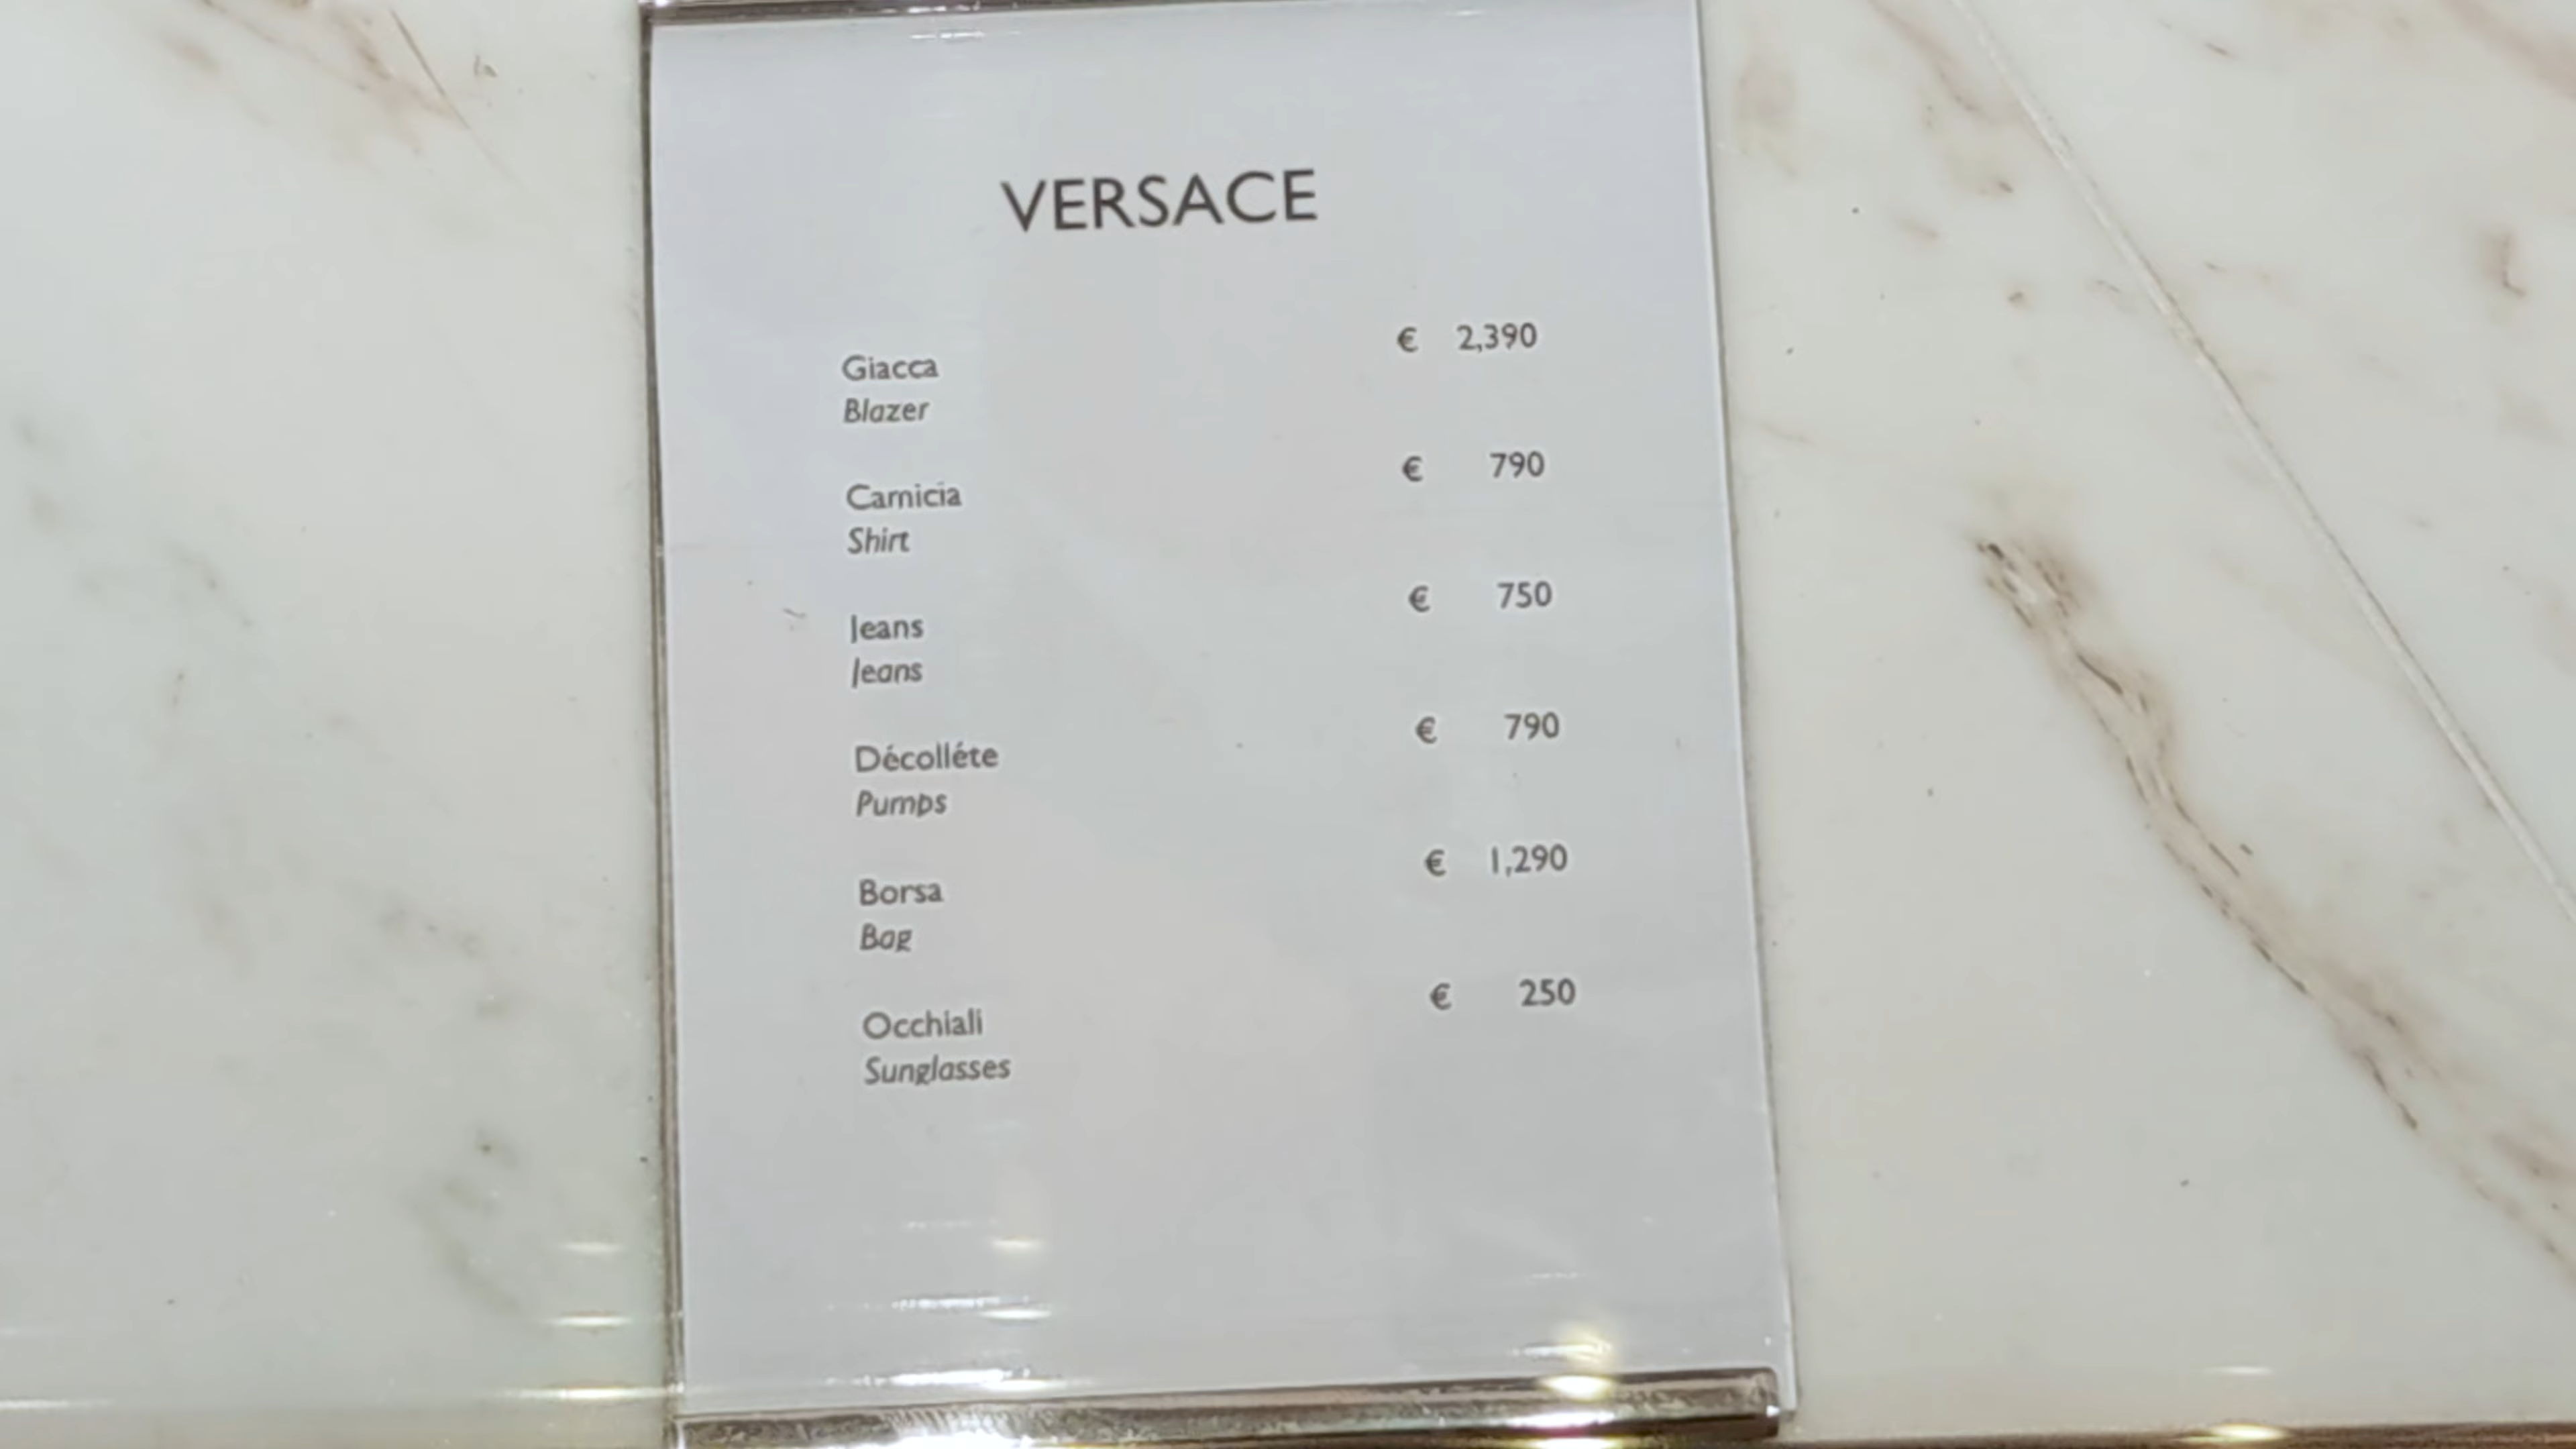 VERSACE
Giacca € 2,390
Blazer
Camicia € 790
Shirt
Jeans € 750
Jeans
Décolléte € 790
Pumps
Borsa € 1,290
Bag
Occhiali € 250
Sunglasses